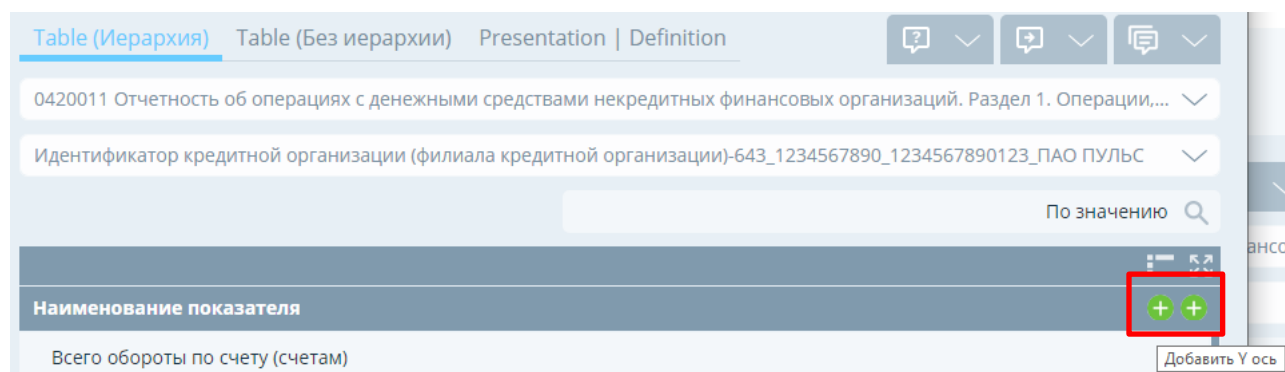 Table (Иерархия) Table (Без иерархии) Presentation | Definition
0420011 Отчетность об операциях с денежными средствами некредитных финансовых организаций. Раздел 1. Операции,...
Идентификатор кредитной организации (филиала кредитной организации)-643_1234567890_1234567890123_ПАО ПУЛЬС
По значению
Наименование показателя
Всего обороты по счету (счетам)
Добавить Y ось